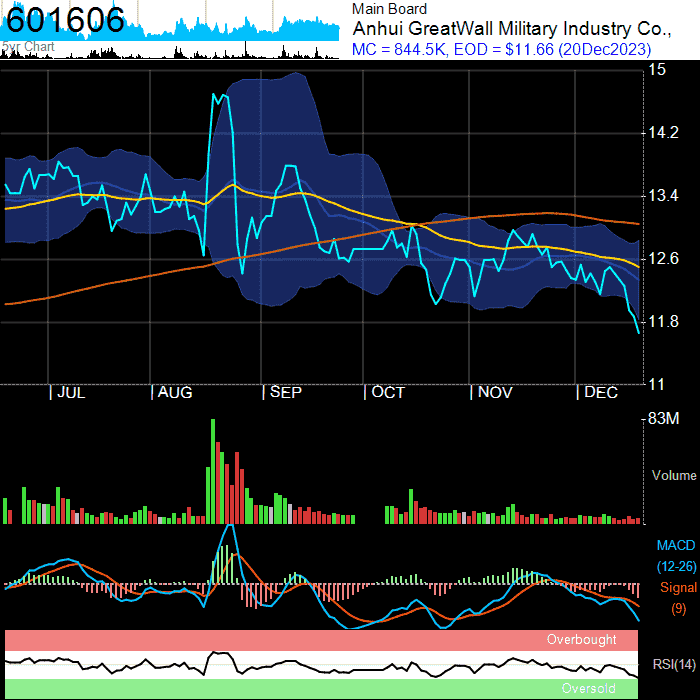 601606
5yr Chart
Main Board
Anhui GreatWall Military Industry Co.,
MC = 844.5K, EOD = $11.66 (20Dec2023)
15
14.2
13.4
12.6
11.8
11
| JUL | AUG | SEP | OCT | NOV | DEC
83M
Volume
MACD
(12-26)
Signal
(9)
Overbought
RSI(14)
Oversold